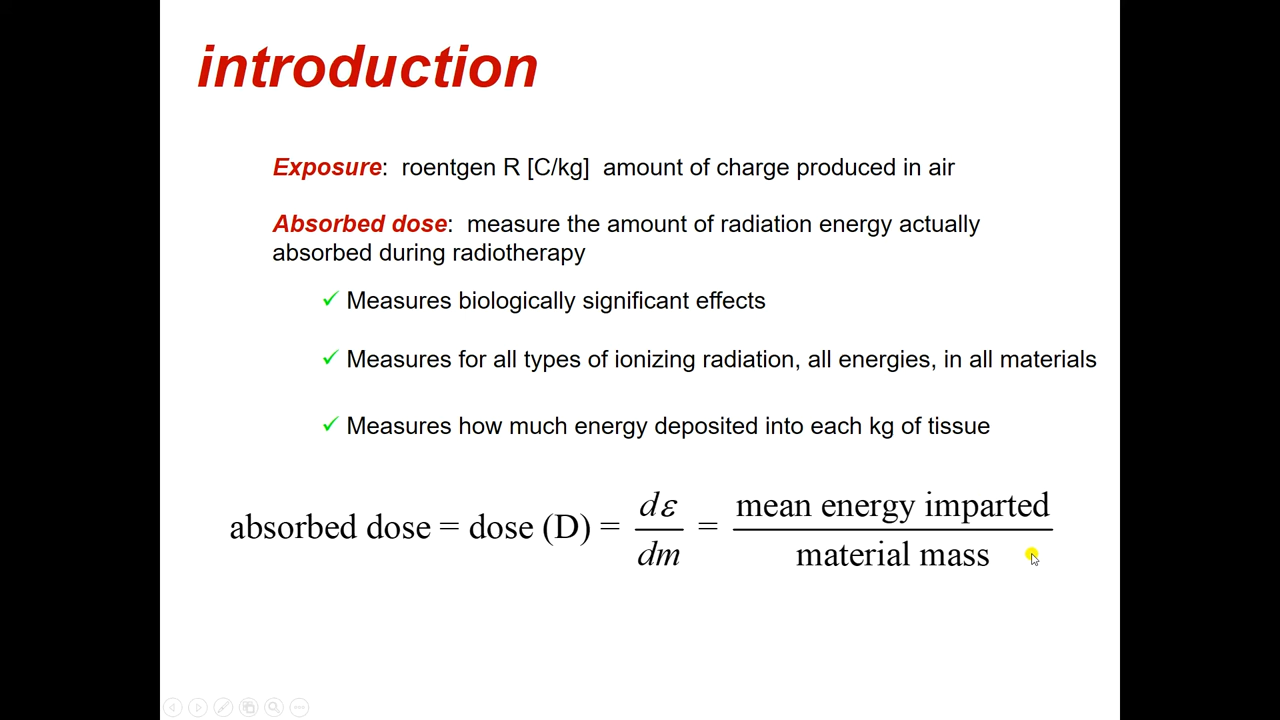 introduction
Exposure:  roentgen R [C/kg]  amount of charge produced in air
Absorbed dose:  measure the amount of radiation energy actually
absorbed during radiotherapy
✓ Measures biologically significant effects
✓ Measures for all types of ionizing radiation, all energies, in all materials
✓ Measures how much energy deposited into each kg of tissue
absorbed dose = dose (D) = dε/dm = mean energy imparted/material mass